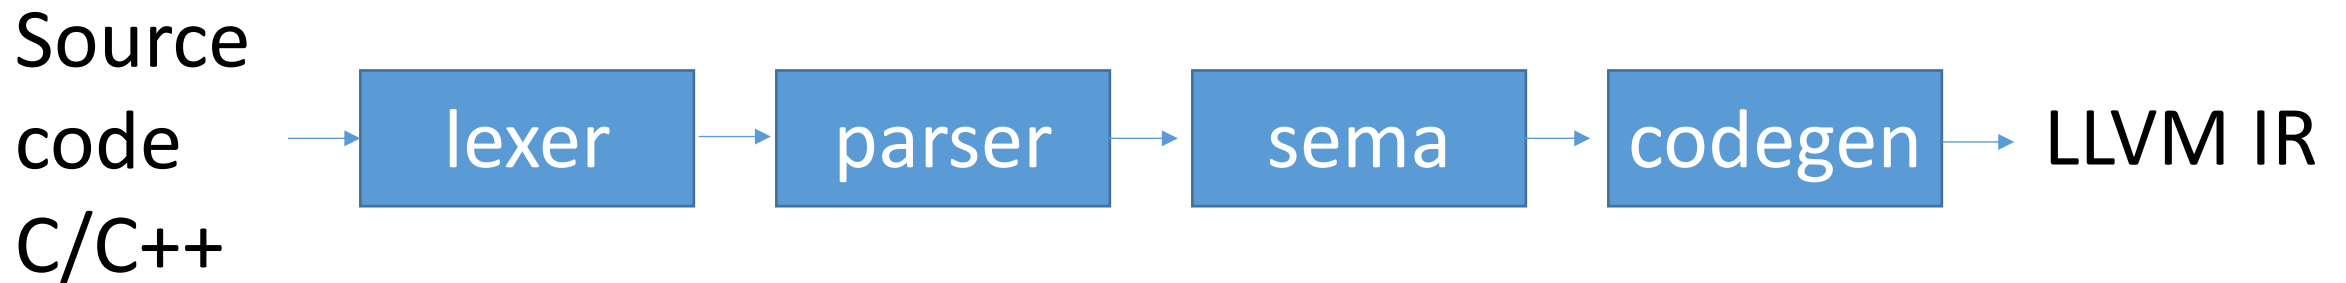 Source
code
C/C++
lexer
parser
sema
codegen
LLVM IR